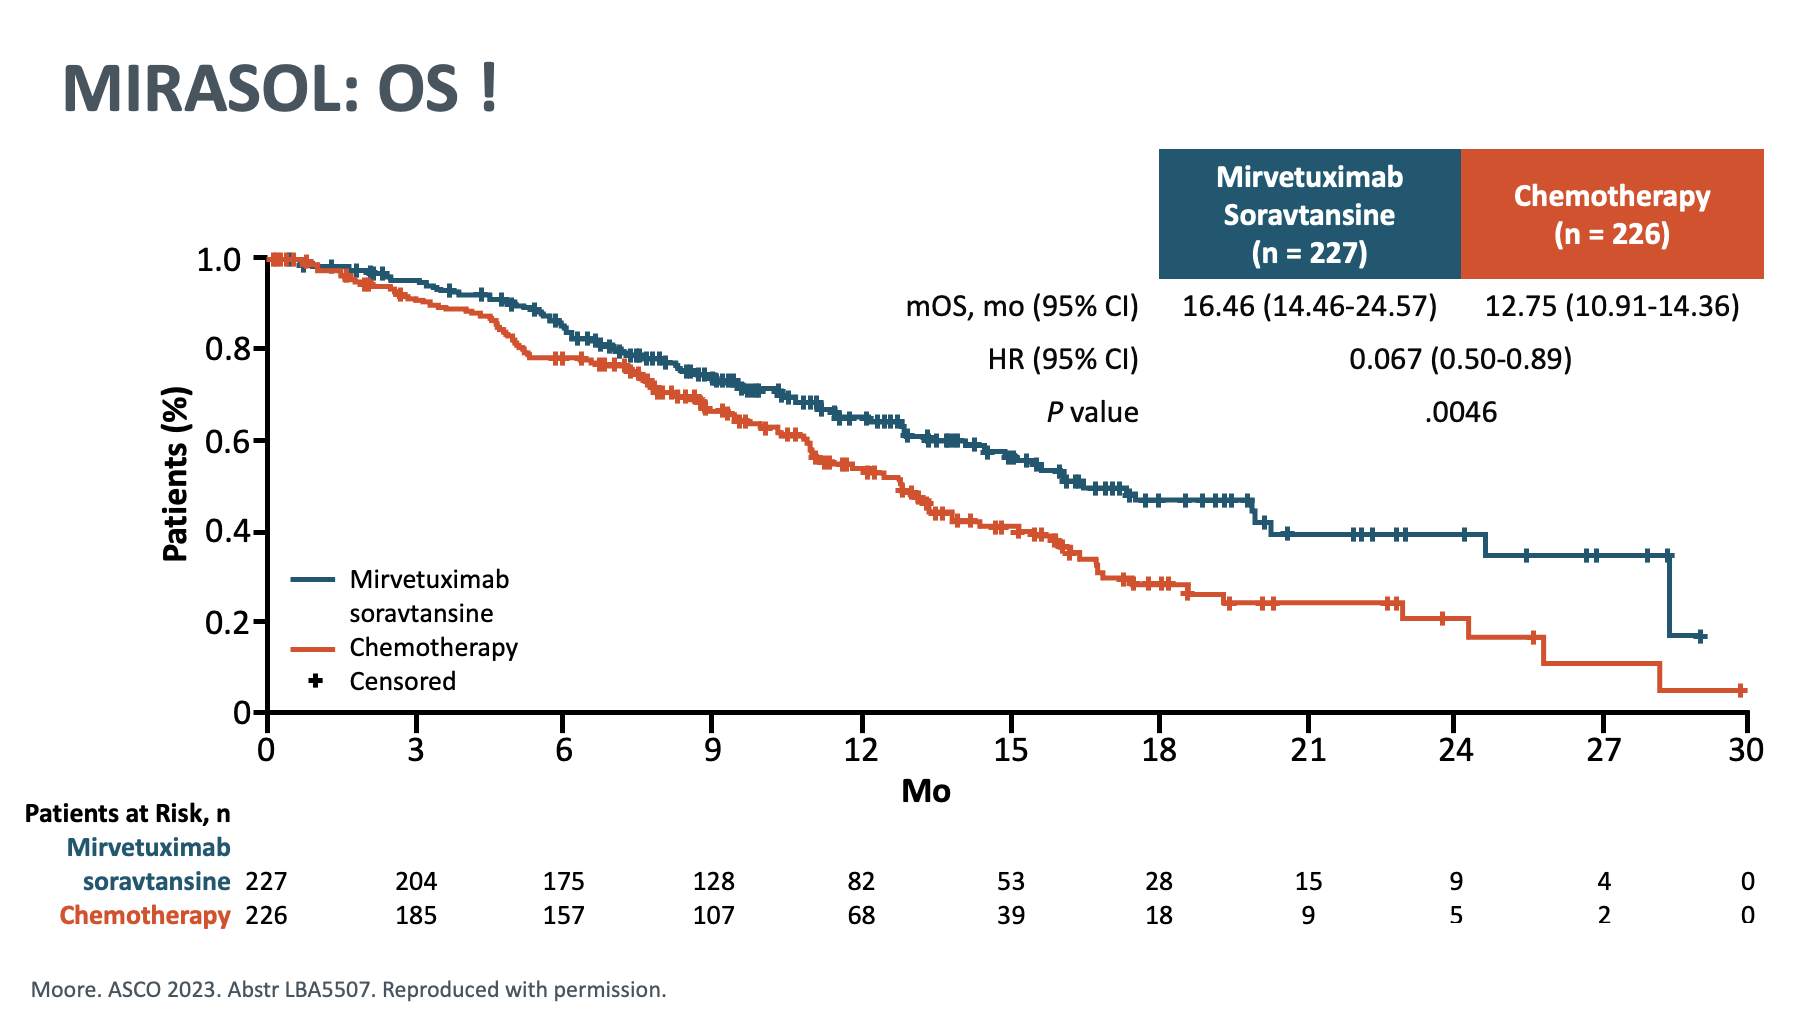 MIRASOL: OS !
Mirvetuximab
Soravtansine
(n = 227)
Chemotherapy
(n = 226)
mOS, mo (95% CI) 16.46 (14.46-24.57) 12.75 (10.91-14.36)
HR (95% CI) 0.067 (0.50-0.89)
P value .0046
Patients (%)
1.0
0.8
0.6
0.4
0.2
0
Mirvetuximab
soravtansine
Chemotherapy
Censored
0 3 6 9 12 15 18 21 24 27 30
Mo
Patients at Risk, n
Mirvetuximab
soravtansine 227 204 175 128 82 53 28 15 9 4 0
Chemotherapy 226 185 157 107 68 39 18 9 5 2 0
Moore. ASCO 2023. Abstr LBA5507. Reproduced with permission.